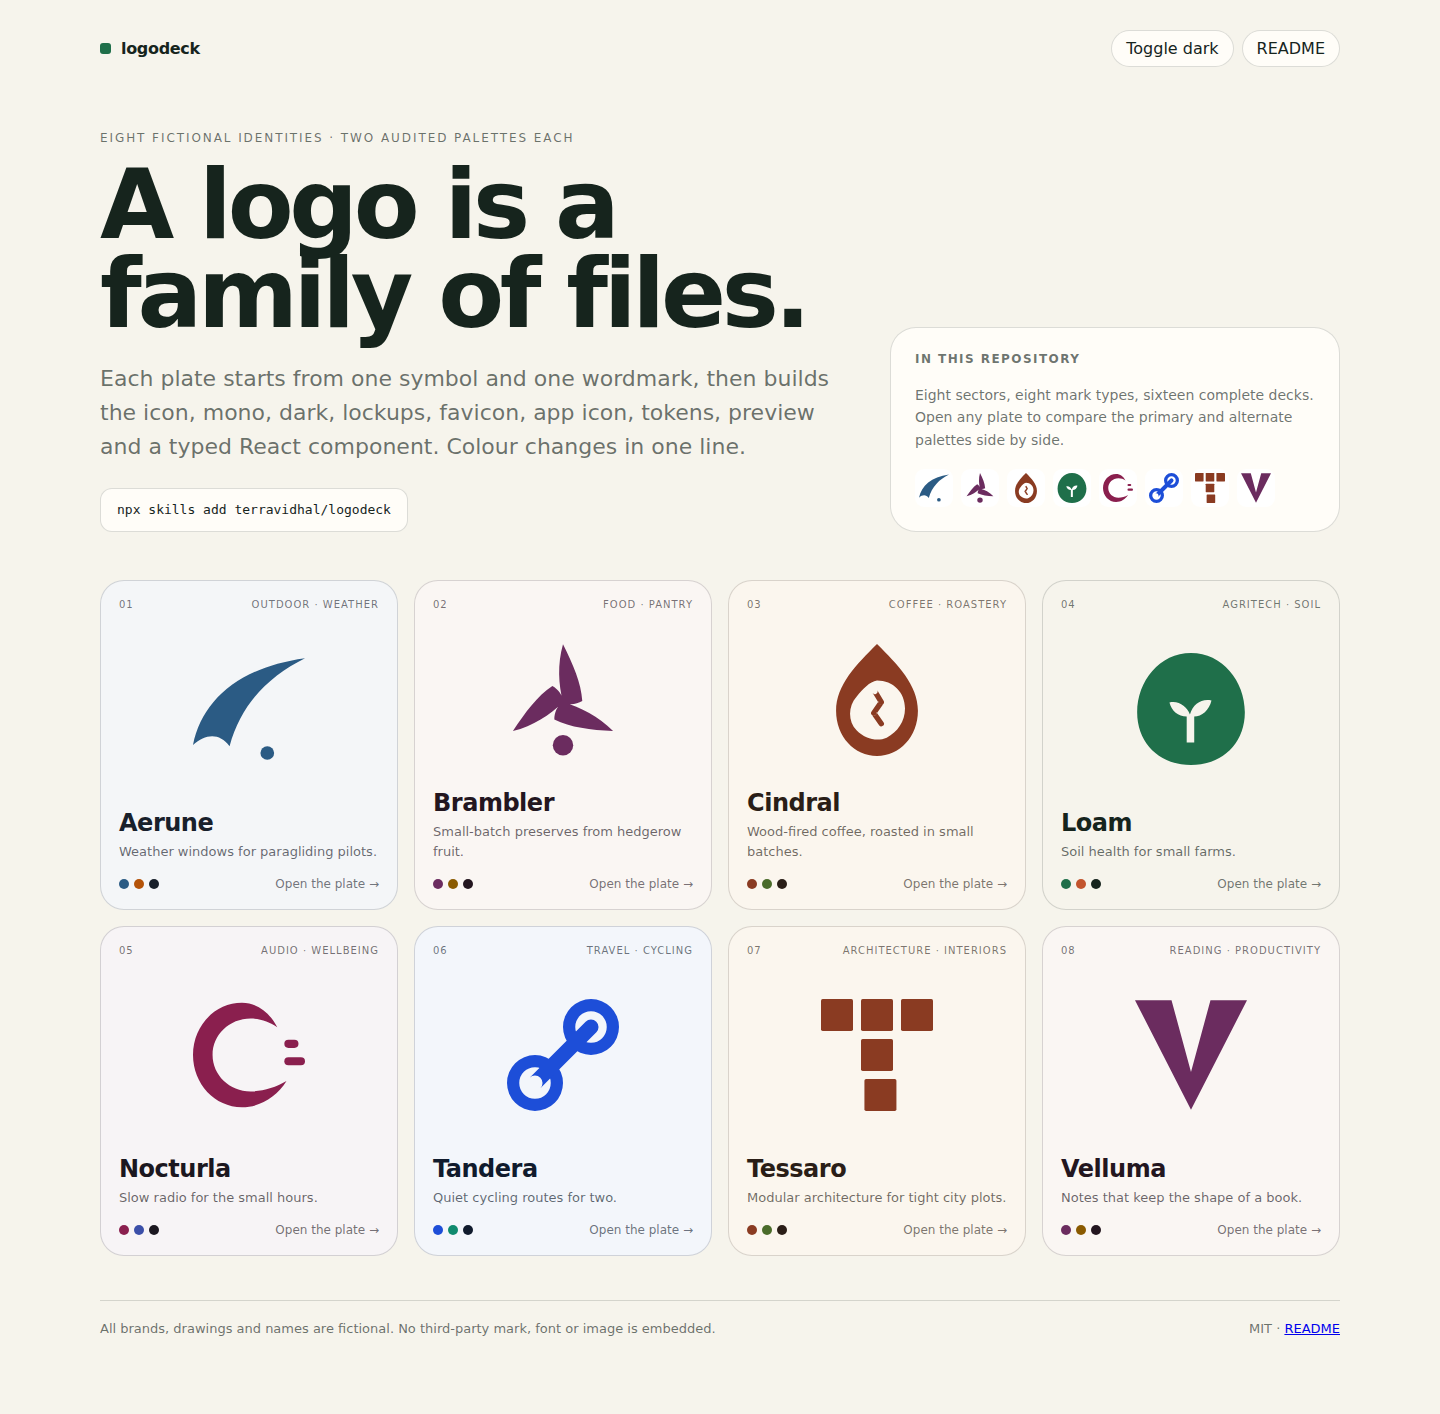 logodeck
Toggle dark
README
EIGHT FICTIONAL IDENTITIES · TWO AUDITED PALETTES EACH
A logo is a
family of files.
Each plate starts from one symbol and one wordmark, then builds
the icon, mono, dark, lockups, favicon, app icon, tokens, preview
and a typed React component. Colour changes in one line.
npx skills add terravidhal/logodeck
IN THIS REPOSITORY
Eight sectors, eight mark types, sixteen complete decks.
Open any plate to compare the primary and alternate
palettes side by side.
01
OUTDOOR · WEATHER
Aerune
Weather windows for paragliding pilots.
Open the plate →
02
FOOD · PANTRY
Brambler
Small-batch preserves from hedgerow
fruit.
Open the plate →
03
COFFEE · ROASTERY
Cindral
Wood-fired coffee, roasted in small
batches.
Open the plate →
04
AGRITECH · SOIL
Loam
Soil health for small farms.
Open the plate →
05
AUDIO · WELLBEING
Nocturla
Slow radio for the small hours.
Open the plate →
06
TRAVEL · CYCLING
Tandera
Quiet cycling routes for two.
Open the plate →
07
ARCHITECTURE · INTERIORS
Tessaro
Modular architecture for tight city plots.
Open the plate →
08
READING · PRODUCTIVITY
Velluma
Notes that keep the shape of a book.
Open the plate →
All brands, drawings and names are fictional. No third-party mark, font or image is embedded.
MIT · README